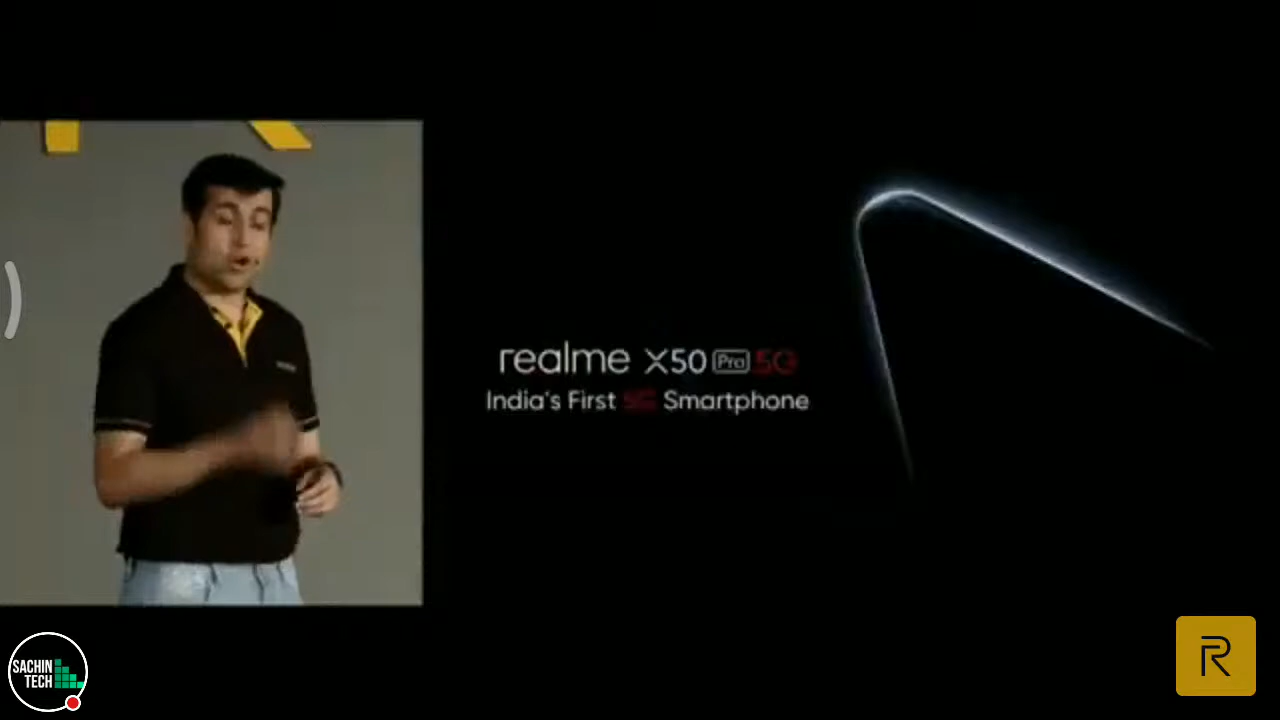 realme X50 Pro 5G
India's First 5G Smartphone
SACHIN
TECH
R